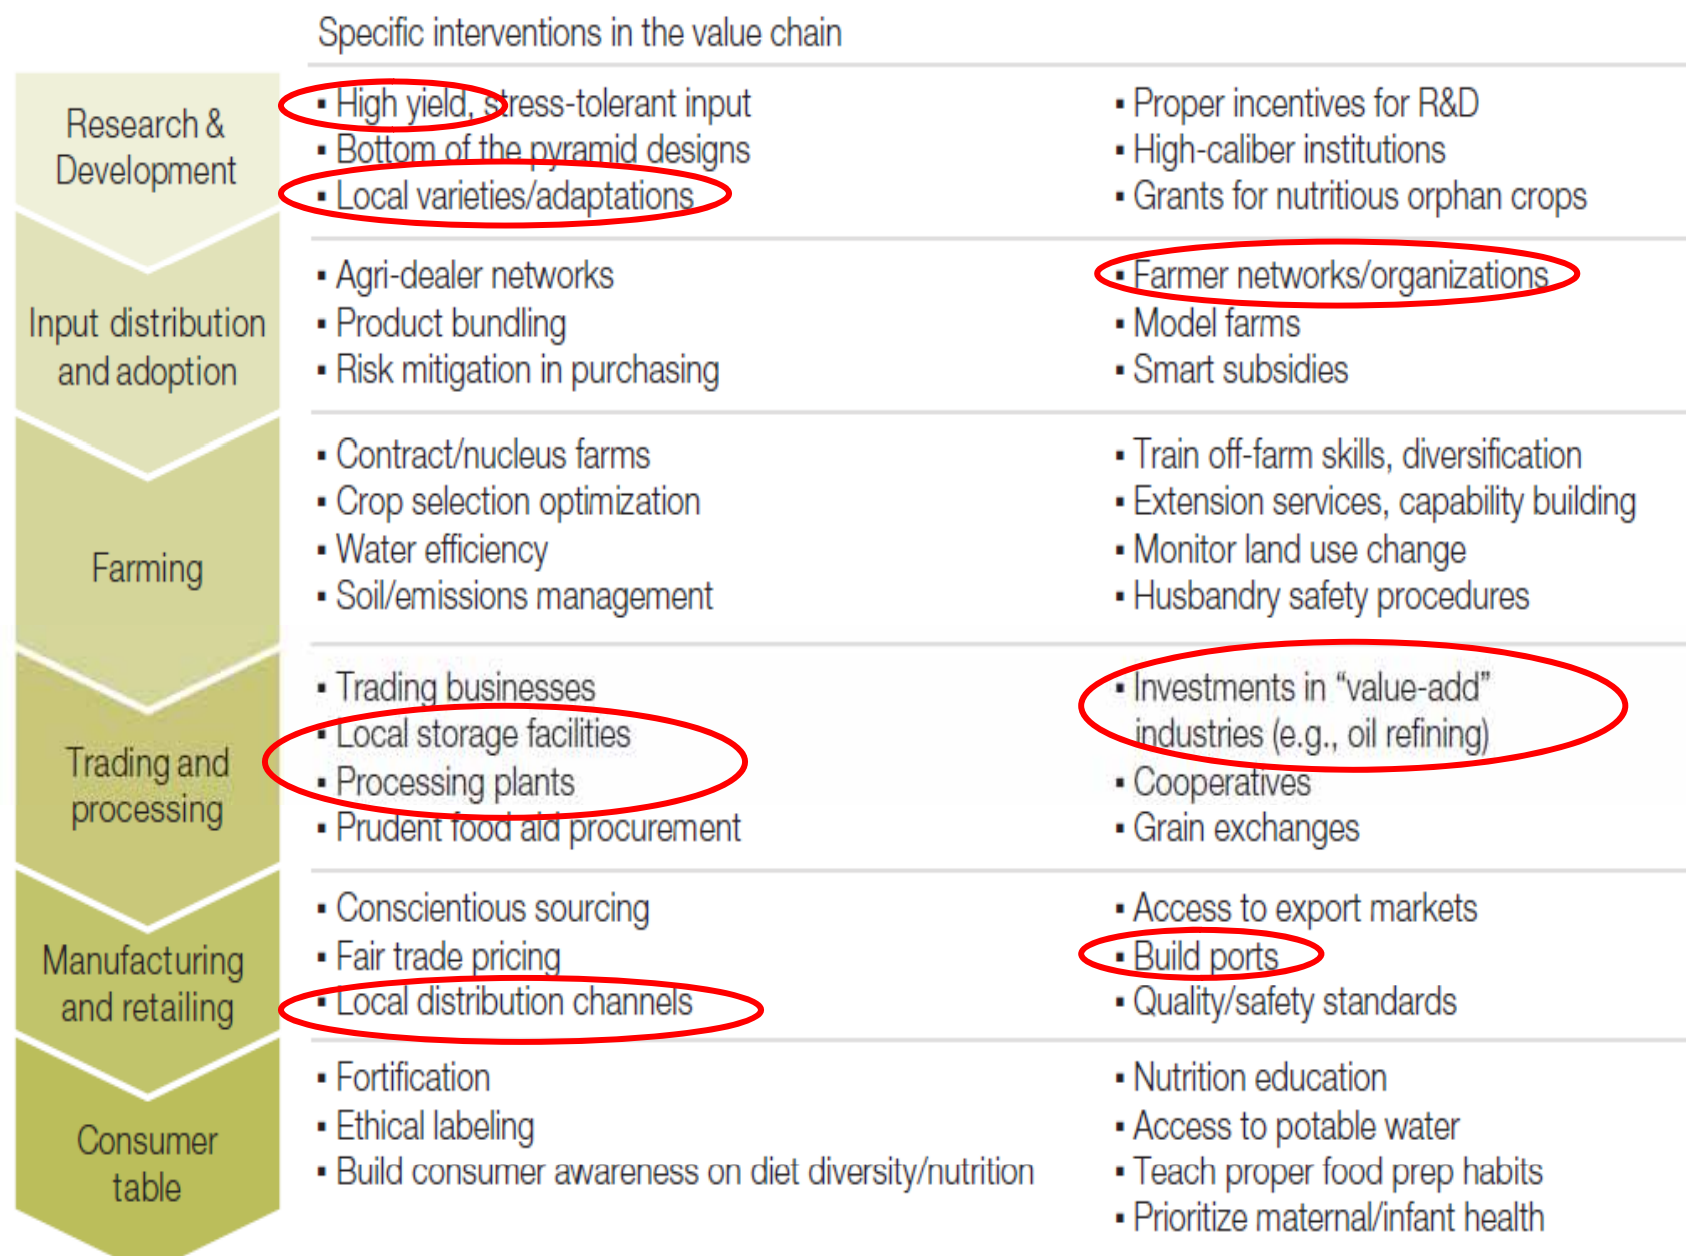 Specific interventions in the value chain
Research &
Development
▪ High yield, stress-tolerant input
▪ Bottom of the pyramid designs
▪ Local varieties/adaptations
▪ Proper incentives for R&D
▪ High-caliber institutions
▪ Grants for nutritious orphan crops
Input distribution
and adoption
▪ Agri-dealer networks
▪ Product bundling
▪ Risk mitigation in purchasing
▪ Farmer networks/organizations
▪ Model farms
▪ Smart subsidies
Farming
▪ Contract/nucleus farms
▪ Crop selection optimization
▪ Water efficiency
▪ Soil/emissions management
▪ Train off-farm skills, diversification
▪ Extension services, capability building
▪ Monitor land use change
▪ Husbandry safety procedures
Trading and
processing
▪ Trading businesses
▪ Local storage facilities
▪ Processing plants
▪ Prudent food aid procurement
▪ Investments in “value-add”
industries (e.g., oil refining)
▪ Cooperatives
▪ Grain exchanges
Manufacturing
and retailing
▪ Conscientious sourcing
▪ Fair trade pricing
▪ Local distribution channels
▪ Access to export markets
▪ Build ports
▪ Quality/safety standards
Consumer
table
▪ Fortification
▪ Ethical labeling
▪ Build consumer awareness on diet diversity/nutrition
▪ Nutrition education
▪ Access to potable water
▪ Teach proper food prep habits
▪ Prioritize maternal/infant health